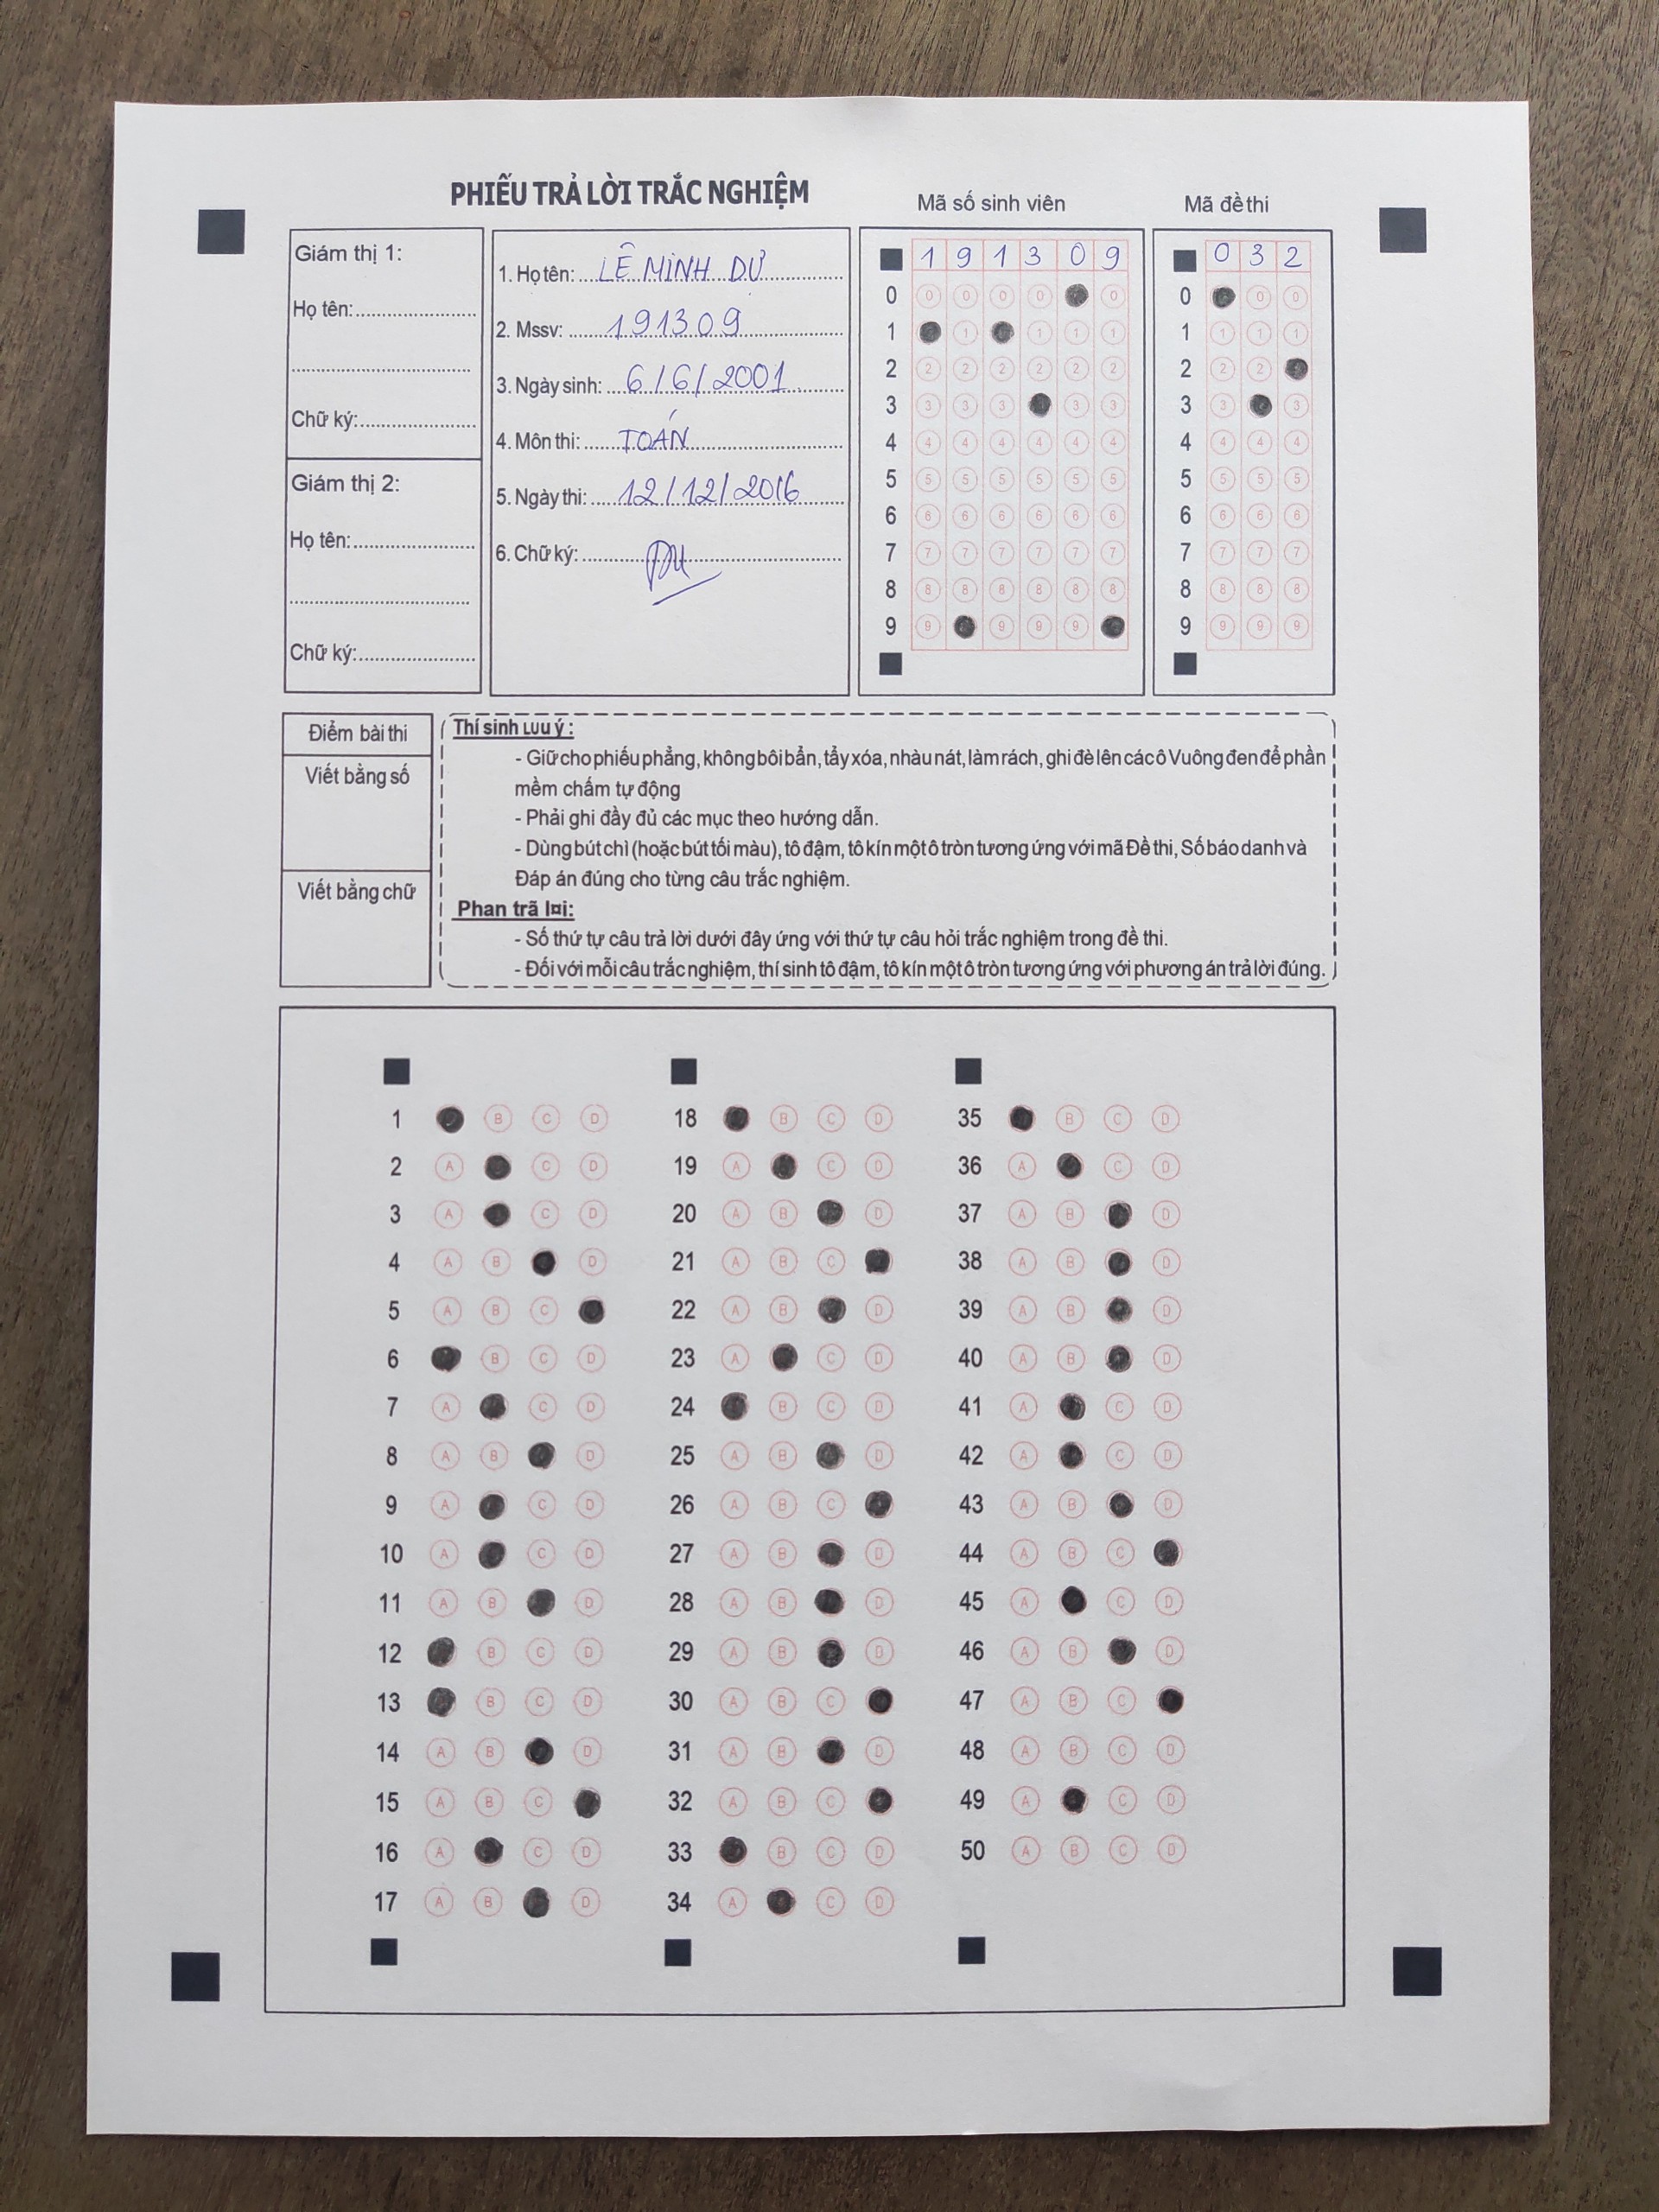 PHIẾU TRẢ LỜI TRẮC NGHIỆM
Mã số sinh viên
Mã đề thi
Giám thị 1:
Họ tên:
Chữ ký:
Giám thị 2:
Họ tên:
Chữ ký:
1. Họ tên: LÊ MINH DỰ
2. Mssv: 191309
3. Ngày sinh: 6/6/2001
4. Môn thi: TOÁN
5. Ngày thi: 12/12/2016
6. Chữ ký:
1 9 1 3 0 9
0 0 0 0 0 0
1 1 1 1 1
2 2 2 2 2 2 2
3 3 3 3 3 3
4 4 4 4 4 4 4
5 5 5 5 5 5 5
6 6 6 6 6 6 6
7 7 7 7 7 7 7
8 8 8 8 8 8 8
9 9 9 9 9
0 3 2
0 0 0
1 1 1 1
2 2 2
3 3 3
4 4 4 4
5 5 5 5
6 6 6 6
7 7 7 7
8 8 8 8
9 9 9 9
Điểm bài thi
Viết bằng số
Viết bằng chữ
Thí sinh LƯU ý :
- Giữ cho phiếu phẳng, không bôi bẩn, tẩy xóa, nhàu nát, làm rách, ghi đè lên các ô Vuông đen để phần
mềm chấm tự động
- Phải ghi đầy đủ các mục theo hướng dẫn.
- Dùng bút chì (hoặc bút tối màu), tô đậm, tô kín một ô tròn tương ứng với mã Đề thi, Số báo danh và
Đáp án đúng cho từng câu trắc nghiệm.
Phan trã l¤i:
- Số thứ tự câu trả lời dưới đây ứng với thứ tự câu hỏi trắc nghiệm trong đề thi.
- Đối với mỗi câu trắc nghiệm, thí sinh tô đậm, tô kín một ô tròn tương ứng với phương án trả lời đúng.
1 B C D
2 A C D
3 A C D
4 A B D
5 A B C
6 B C D
7 A C D
8 A B D
9 A C D
10 A C D
11 A B D
12 B C D
13 B C D
14 A B D
15 A B C
16 A C D
17 A B D
18 B C D
19 A C D
20 A B D
21 A B C
22 A B D
23 A C D
24 B C D
25 A B D
26 A B C
27 A B D
28 A B D
29 A B D
30 A B C
31 A B D
32 A B C
33 B C D
34 A C D
35 B C D
36 A C D
37 A B D
38 A B D
39 A B D
40 A B D
41 A C D
42 A C D
43 A B D
44 A B C
45 A C D
46 A B D
47 A B C
48 A B C D
49 A C D
50 A B C D